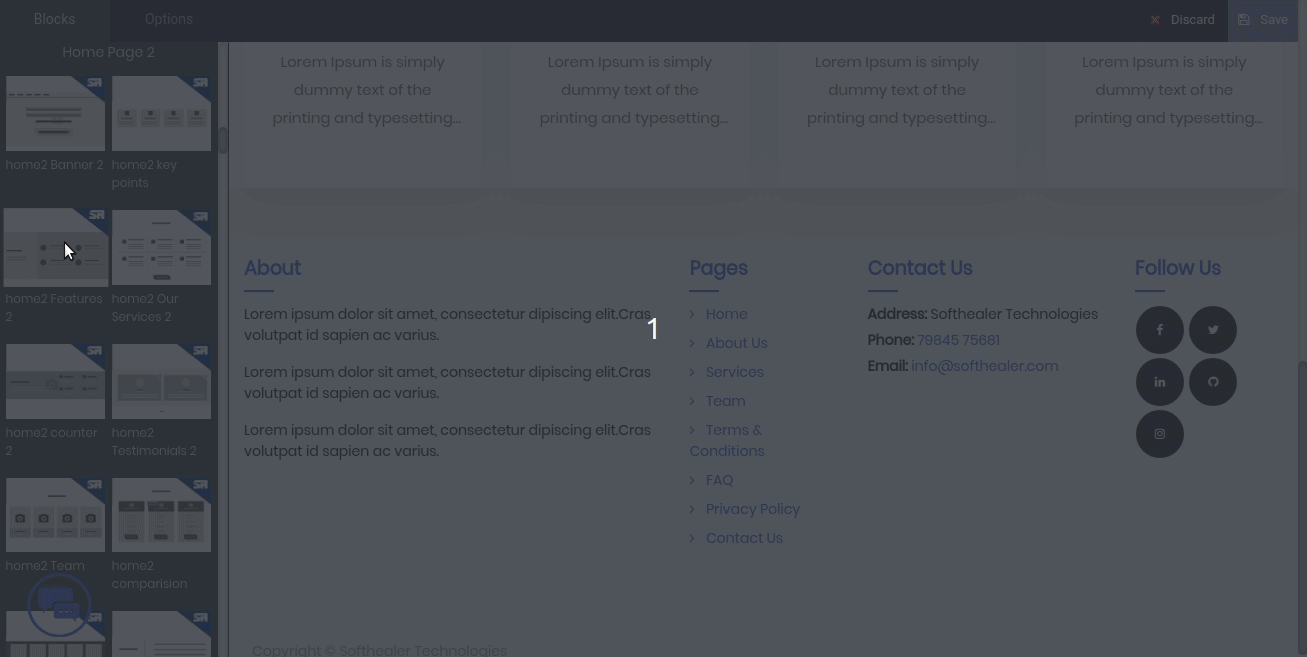 Blocks
Options
Discard
Save
Home Page 2
home2 Banner 2
home2 key
points
home2 Features
2
home2 Our
Services 2
home2 counter
2
home2
Testimonials 2
home2 Team
home2
comparision
Lorem Ipsum is simply
dummy text of the
printing and typesetting...
Lorem Ipsum is simply
dummy text of the
printing and typesetting...
Lorem Ipsum is simply
dummy text of the
printing and typesetting...
Lorem Ipsum is simply
dummy text of the
printing and typesetting...
About
Lorem ipsum dolor sit amet, consectetur dipiscing elit.Cras
volutpat id sapien ac varius.
Lorem ipsum dolor sit amet, consectetur dipiscing elit.Cras
volutpat id sapien ac varius.
Lorem ipsum dolor sit amet, consectetur dipiscing elit.Cras
volutpat id sapien ac varius.
1
Pages
Home
About Us
Services
Team
Terms &
Conditions
FAQ
Privacy Policy
Contact Us
Contact Us
Address: Softhealer Technologies
Phone: 79845 75681
Email: info@softhealer.com
Follow Us
Copyright © Softhealer Technologies